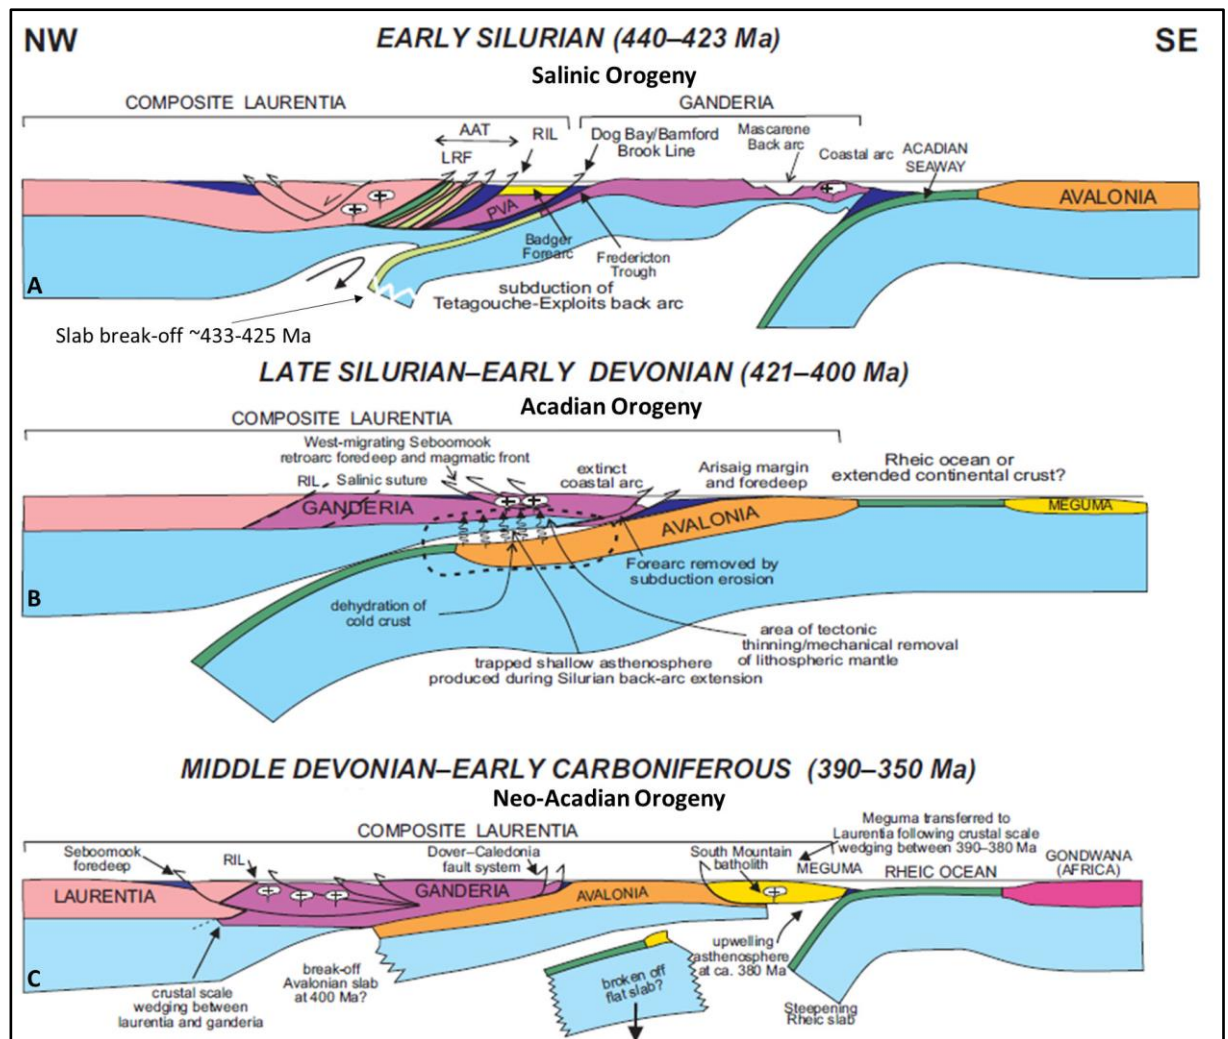 NW
EARLY SILURIAN (440–423 Ma)
SE
Salinic Orogeny
COMPOSITE LAURENTIA
GANDERIA
AAT
RIL
LRF
Dog Bay/Bamford
Brook Line
Mascarene
Back arc
Coastal arc
ACADIAN
SEAWAY
AVALONIA
PVA
Badger
Forearc
Fredericton
Trough
subduction of
Tetagouche-Exploits back arc
A
Slab break-off ~433-425 Ma
LATE SILURIAN–EARLY DEVONIAN (421–400 Ma)
Acadian Orogeny
COMPOSITE LAURENTIA
West-migrating Seboomook
retroarc foredeep and magmatic front
RIL
Salinic suture
extinct
coastal arc
Arisaig margin
and foredeep
Rheic ocean or
extended continental crust?
GANDERIA
AVALONIA
MEGUMA
Forearc removed by
subduction erosion
B
dehydration of
cold crust
area of tectonic
thinning/mechanical removal
of lithospheric mantle
trapped shallow asthenosphere
produced during Silurian back-arc extension
MIDDLE DEVONIAN–EARLY CARBONIFEROUS (390–350 Ma)
Neo-Acadian Orogeny
COMPOSITE LAURENTIA
Meguma transferred to
Laurentia following crustal scale
wedging between 390–380 Ma
Seboomook
foredeep
RIL
Dover–Caledonia
fault system
South Mountain
batholith
MEGUMA
RHEIC OCEAN
GONDWANA
(AFRICA)
LAURENTIA
GANDERIA
AVALONIA
C
crustal scale
wedging between
laurentia and ganderia
break-off
Avalonian slab
at 400 Ma?
broken off
flat slab?
upwelling
asthenosphere
at ca. 380 Ma
Steepening
Rheic slab